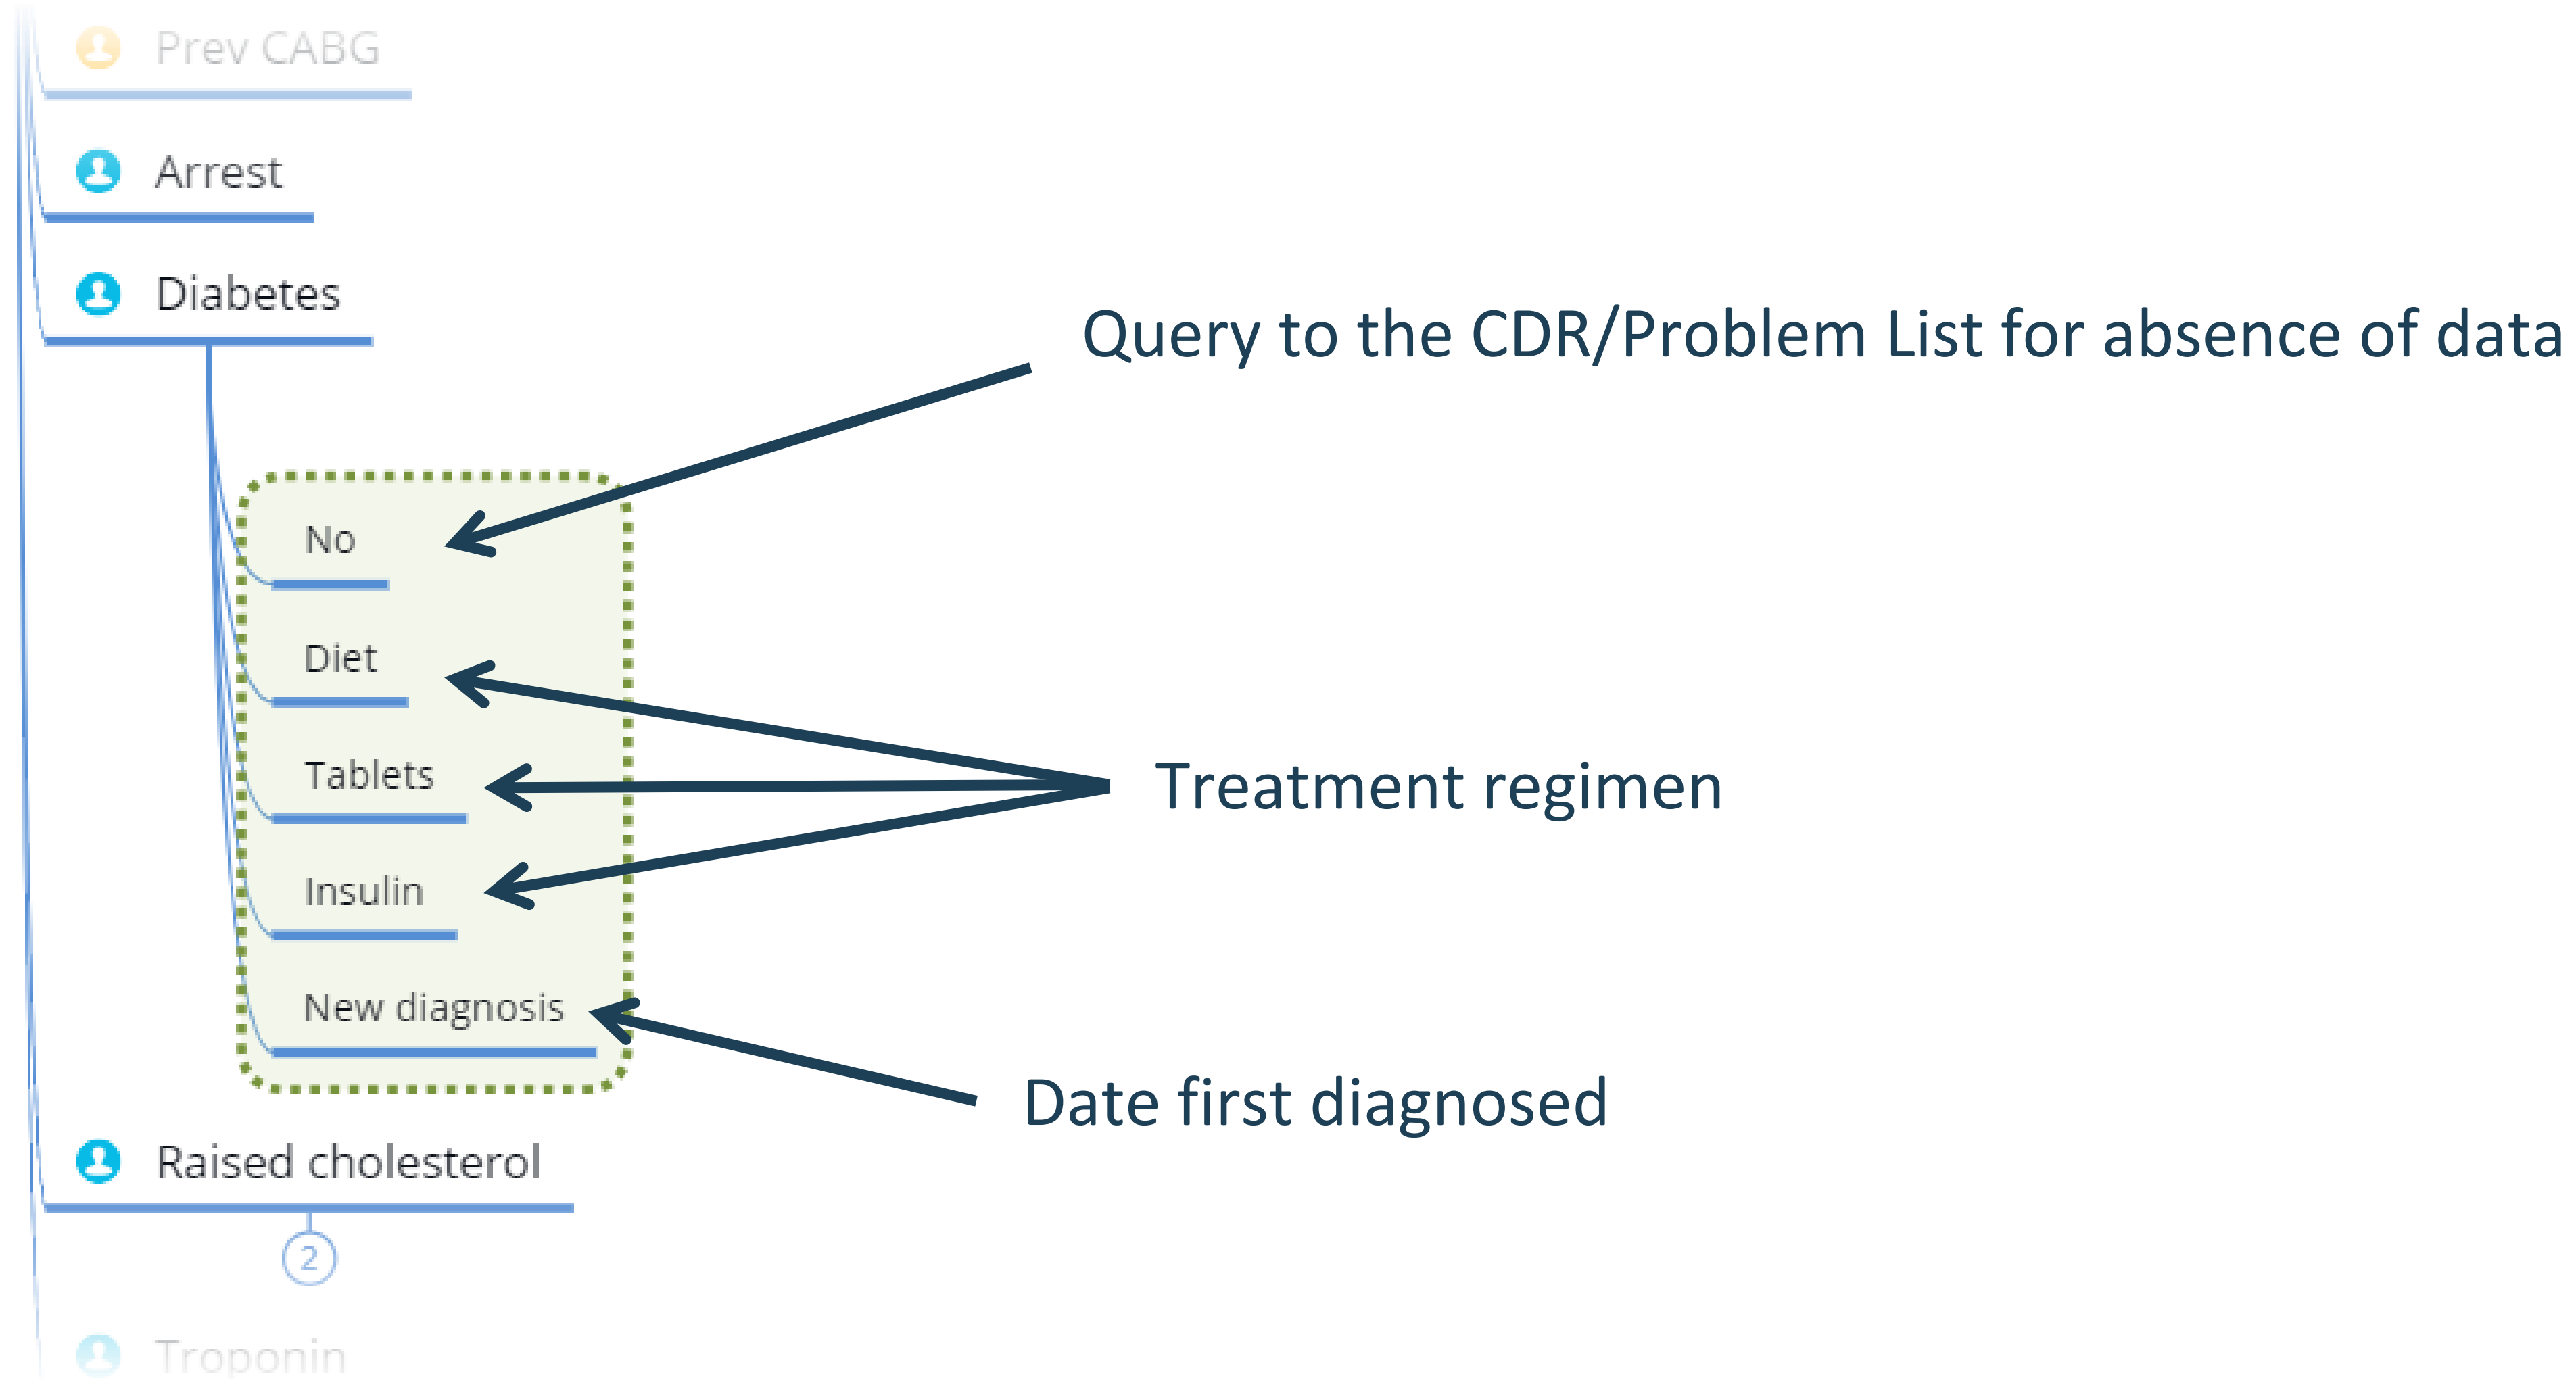 Prev CABG
Arrest
Diabetes
Query to the CDR/Problem List for absence of data
No
Diet
Tablets
Treatment regimen
Insulin
New diagnosis
Date first diagnosed
Raised cholesterol
2
Troponin